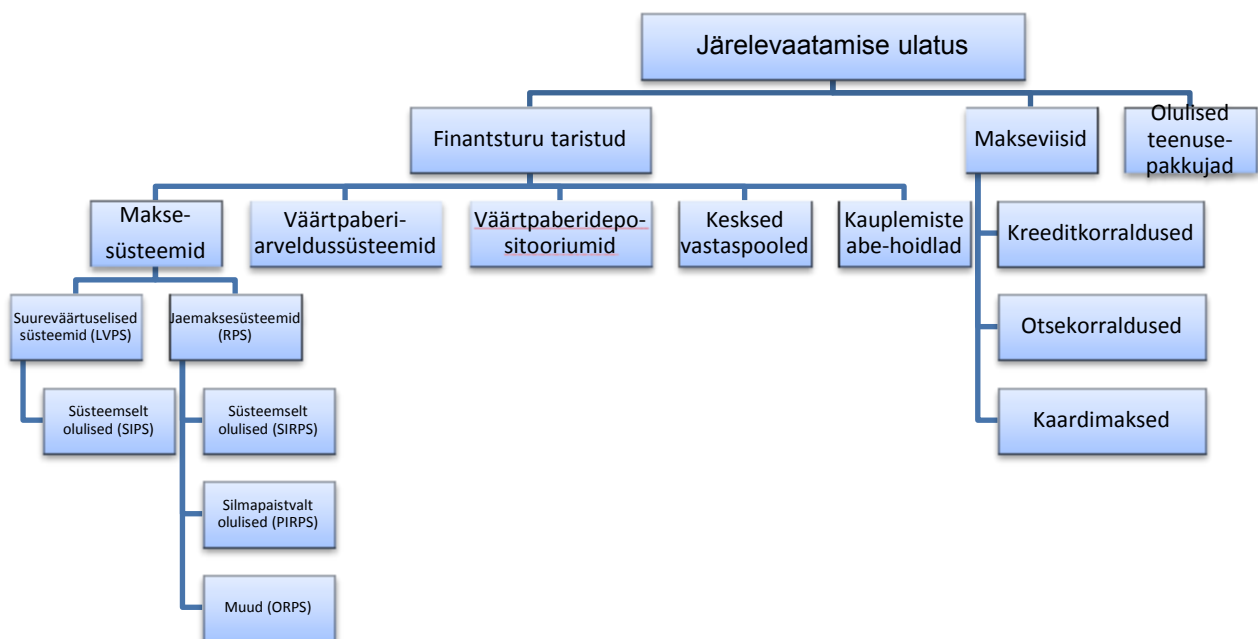 Järelevaatamise ulatus
Finantsturu taristud
Makseviisid
Olulised
teenuse-
pakkujad
Makse-
süsteemid
Väärtpaberi-
arveldussüsteemid
Väärtpaberidepo-
sitooriumid
Kesksed
vastaspooled
Kauplemiste
abe-hoidlad
Kreeditkorraldused
Otsekorraldused
Kaardimaksed
Suureväärtuselised
süsteemid (LVPS)
Jaemaksesüsteemid
(RPS)
Süsteemselt
olulised (SIPS)
Süsteemselt
olulised (SIRPS)
Silmapaistvalt
olulised (PIRPS)
Muud (ORPS)